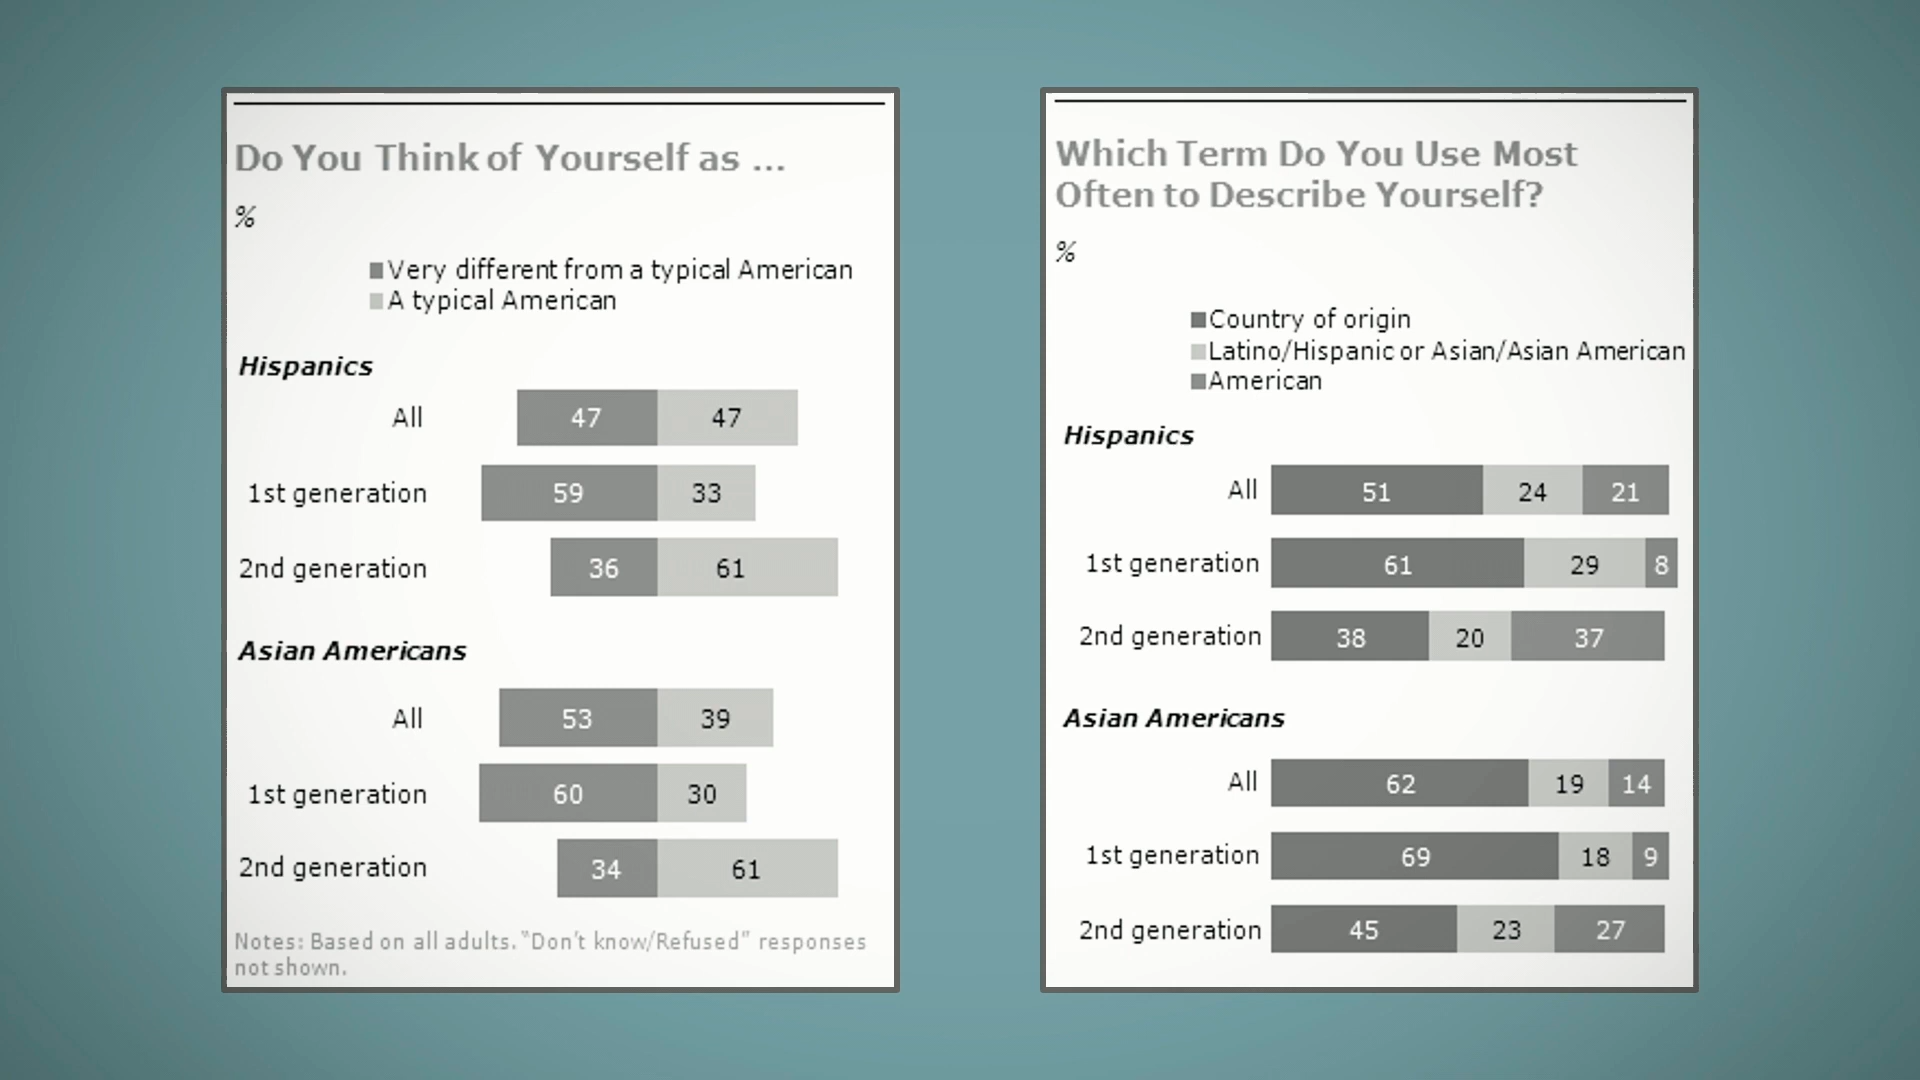 Do You Think of Yourself as ...
%
Very different from a typical American
A typical American
Hispanics
All 47 47
1st generation 59 33
2nd generation 36 61
Asian Americans
All 53 39
1st generation 60 30
2nd generation 34 61
Notes: Based on all adults. “Don’t know/Refused” responses
not shown.
Which Term Do You Use Most
Often to Describe Yourself?
%
Country of origin
Latino/Hispanic or Asian/Asian American
American
Hispanics
All 51 24 21
1st generation 61 29 8
2nd generation 38 20 37
Asian Americans
All 62 19 14
1st generation 69 18 9
2nd generation 45 23 27